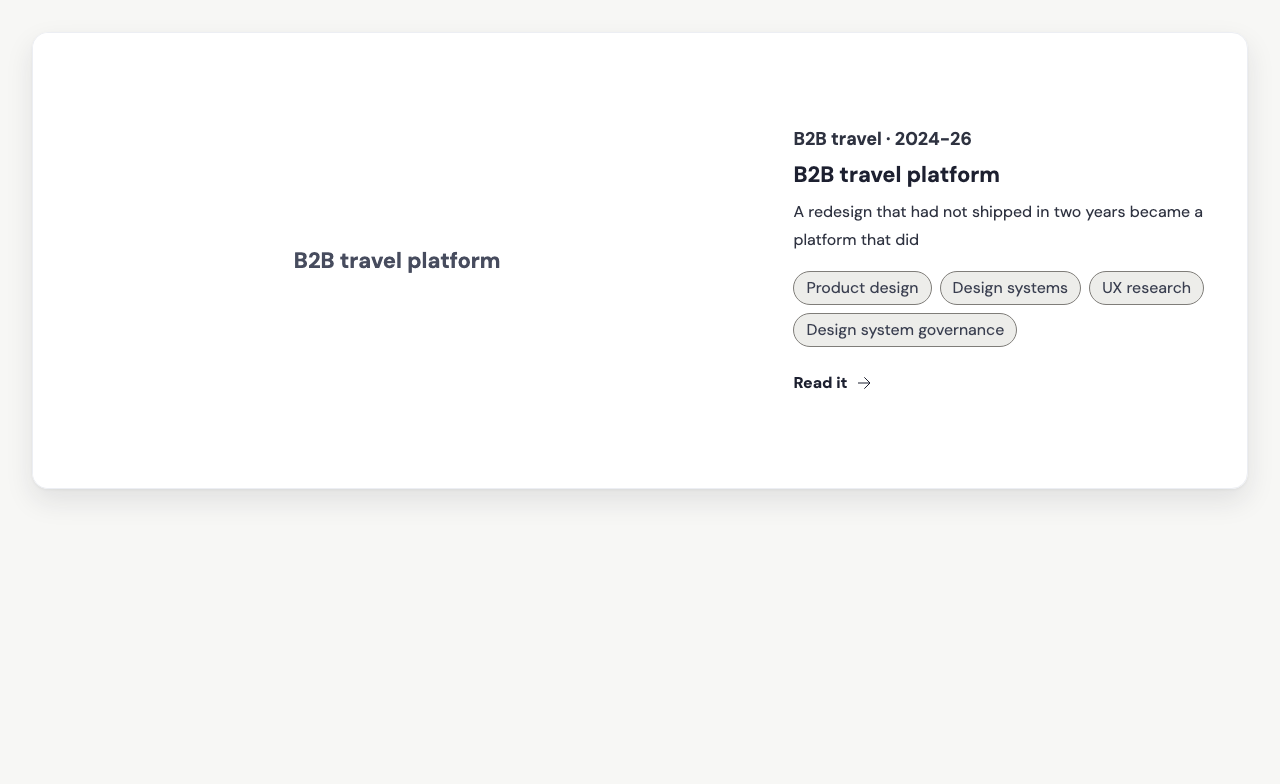 B2B travel platform
B2B travel · 2024–26
B2B travel platform
A redesign that had not shipped in two years became a
platform that did
Product design
Design systems
UX research
Design system governance
Read it →